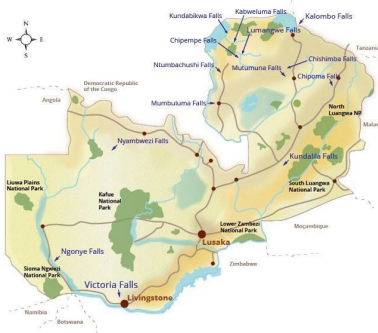 Kabweluma Falls
Kundabikwa Falls
Kalombo Falls
Lumangwe Falls
N
W E
S
Chipempe Falls
Tanzania
Chishimba Falls
Ntumbachushi Falls
Mutumuna Falls
Chipoma Falls
Democratic Republic
of the Congo
Angola
Mumbuluma Falls
North
Luangwa NP
Malawi
Nyambwezi Falls
Kundalila Falls
Liuwa Plains
National Park
South Luangwa
National Park
Kafue
National
Park
Lower Zambezi
National Park
Moçambique
Lusaka
Ngonye Falls
Zimbabwe
Sioma Ngwezi
National Park
Victoria Falls
Livingstone
Namibia
Botswana